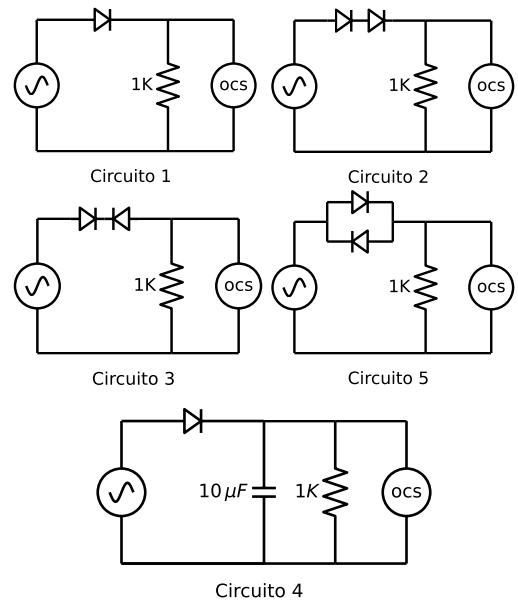 1K
ocs
Circuito 1
1K
ocs
Circuito 2
1K
ocs
Circuito 3
1K
ocs
Circuito 5
10 μF
1K
ocs
Circuito 4